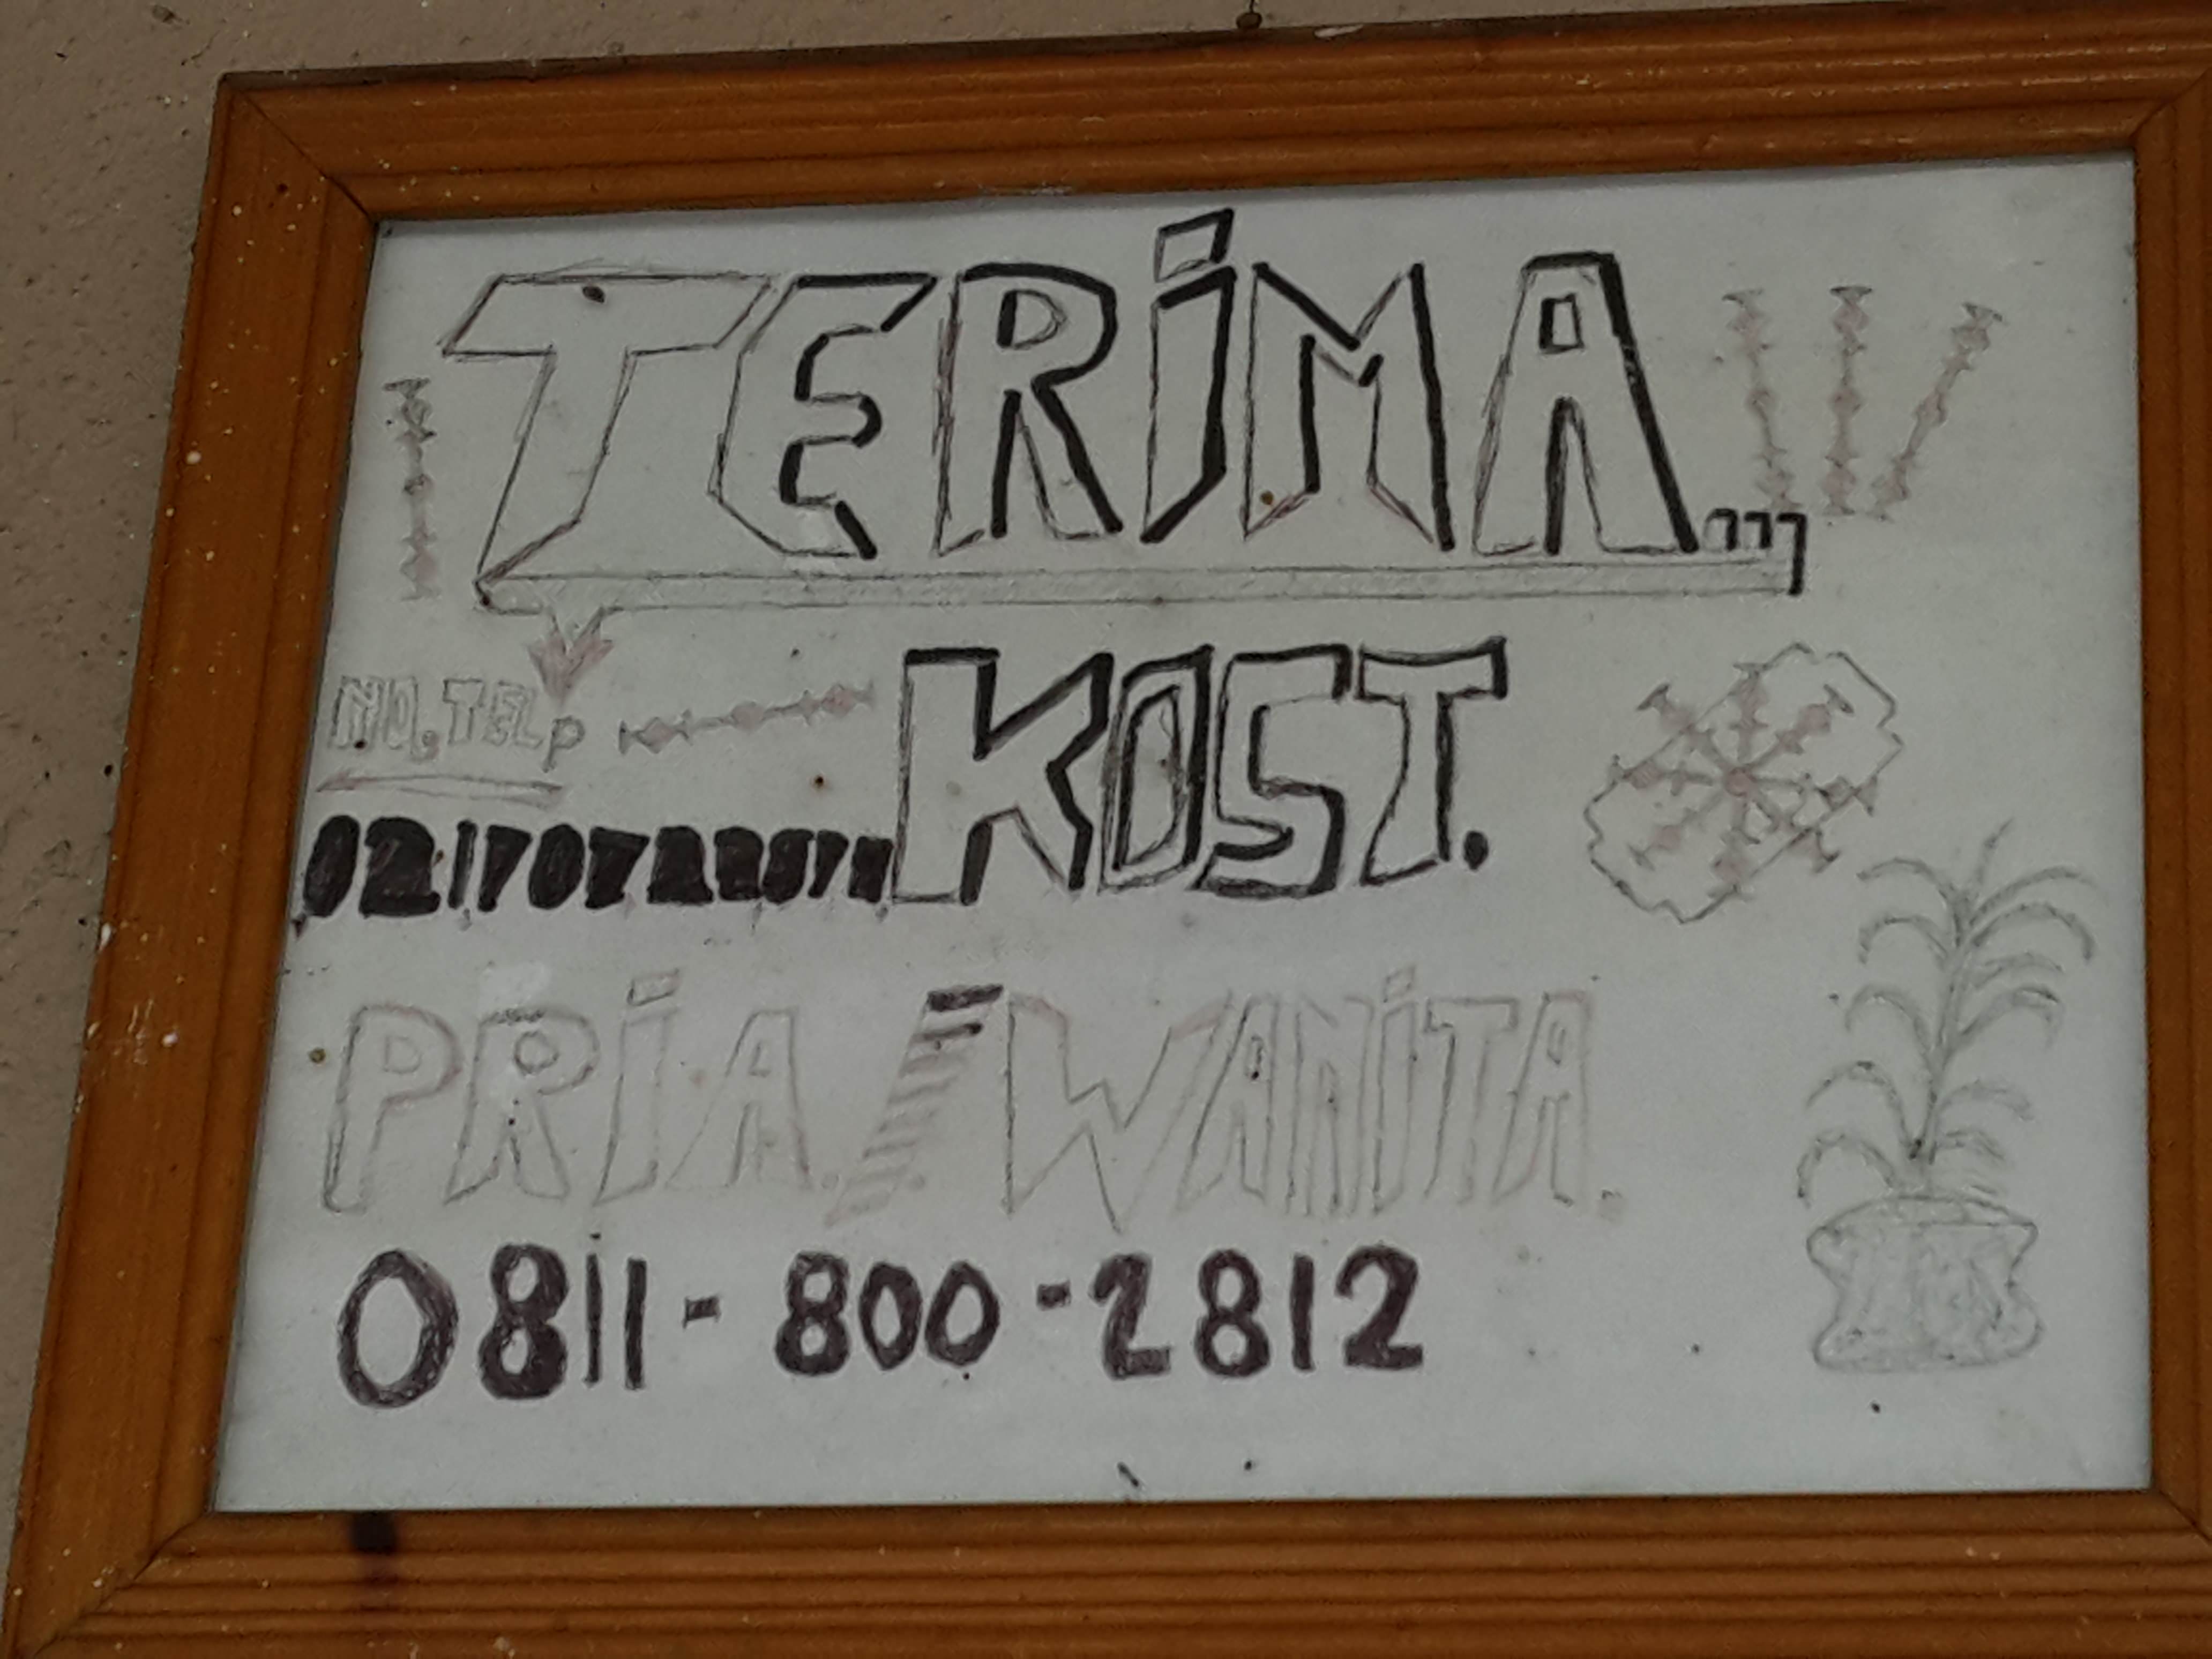 TERIMA...
NO. TELp
KOST.
PRIA. / WANITA.
0811-800-2812